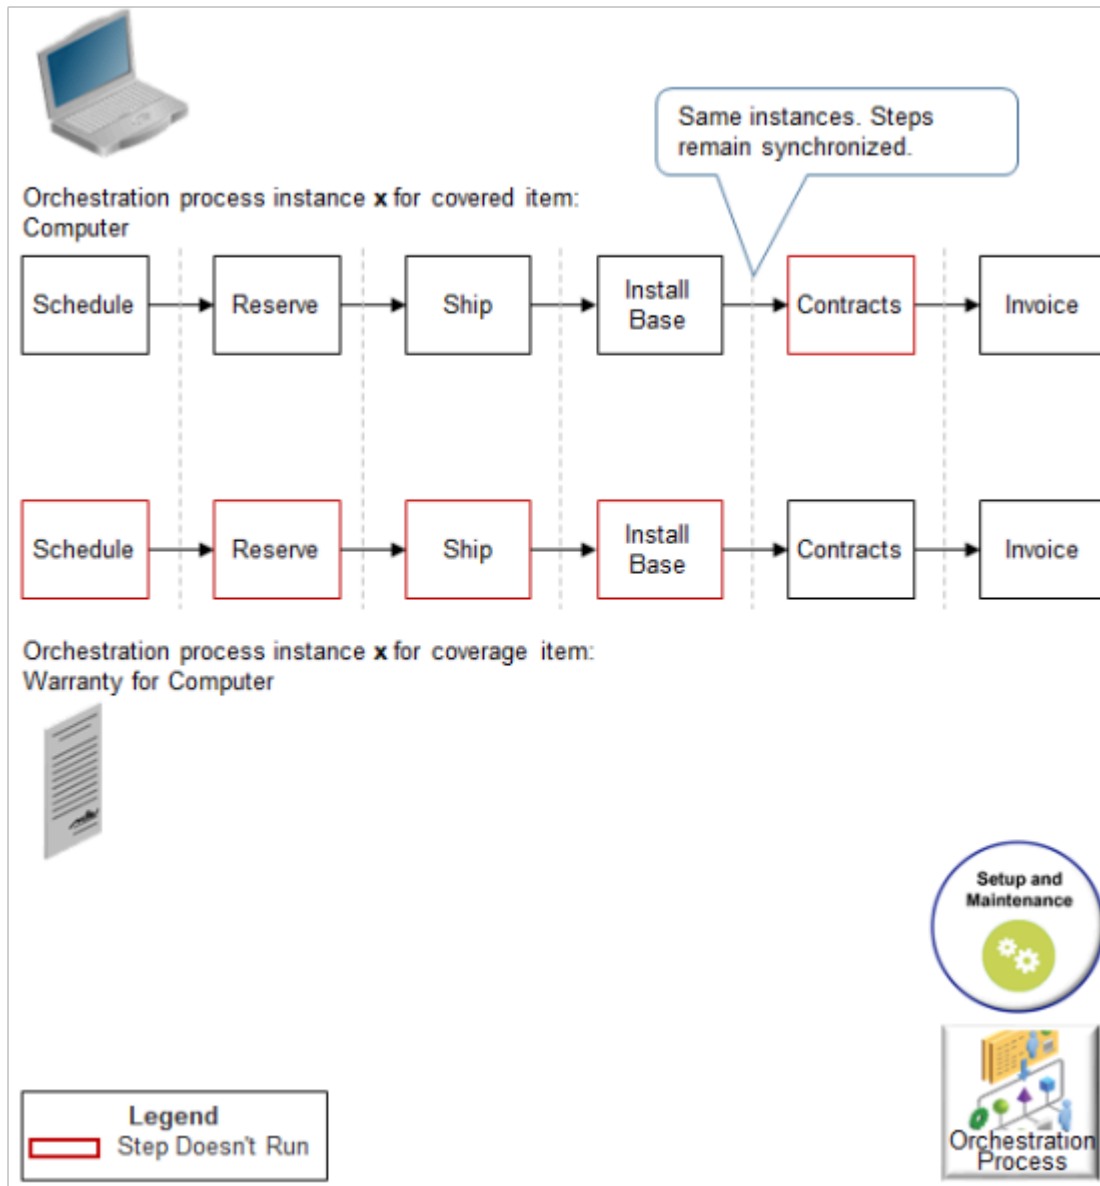 Same instances. Steps
remain synchronized.
Orchestration process instance x for covered item:
Computer
Schedule
Reserve
Ship
Install
Base
Contracts
Invoice
Schedule
Reserve
Ship
Install
Base
Contracts
Invoice
Orchestration process instance x for coverage item:
Warranty for Computer
Setup and
Maintenance
Orchestration
Process
Legend
Step Doesn't Run